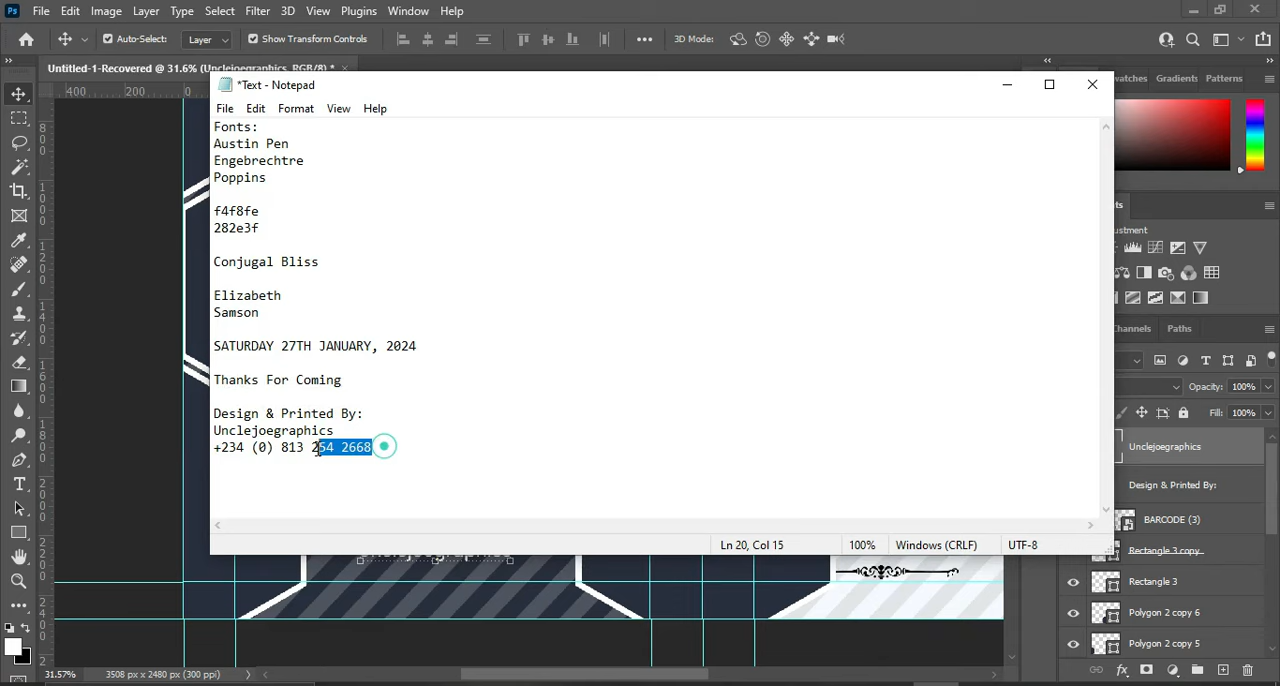 File Edit Image Layer Type Select Filter 3D View Plugins Window Help
Auto-Select: Layer Show Transform Controls 3D Mode:
Untitled-1-Recovered @ 31.6% (Unclejoegraphics, RGB/8) *
*Text - Notepad
File Edit Format View Help
Fonts:
Austin Pen
Engebrechtre
Poppins
f4f8fe
282e3f
Conjugal Bliss
Elizabeth
Samson
SATURDAY 27TH JANUARY, 2024
Thanks For Coming
Design & Printed By:
Unclejoegraphics
+234 (0) 813 254 2668
Ln 20, Col 15 100% Windows (CRLF) UTF-8
Gradients Patterns
Paths
Opacity: 100%
Fill: 100%
Unclejoegraphics
Design & Printed By:
BARCODE (3)
Rectangle 3 copy
Rectangle 3
Polygon 2 copy 6
Polygon 2 copy 5
31.57% 3508 px x 2480 px (300 ppi)